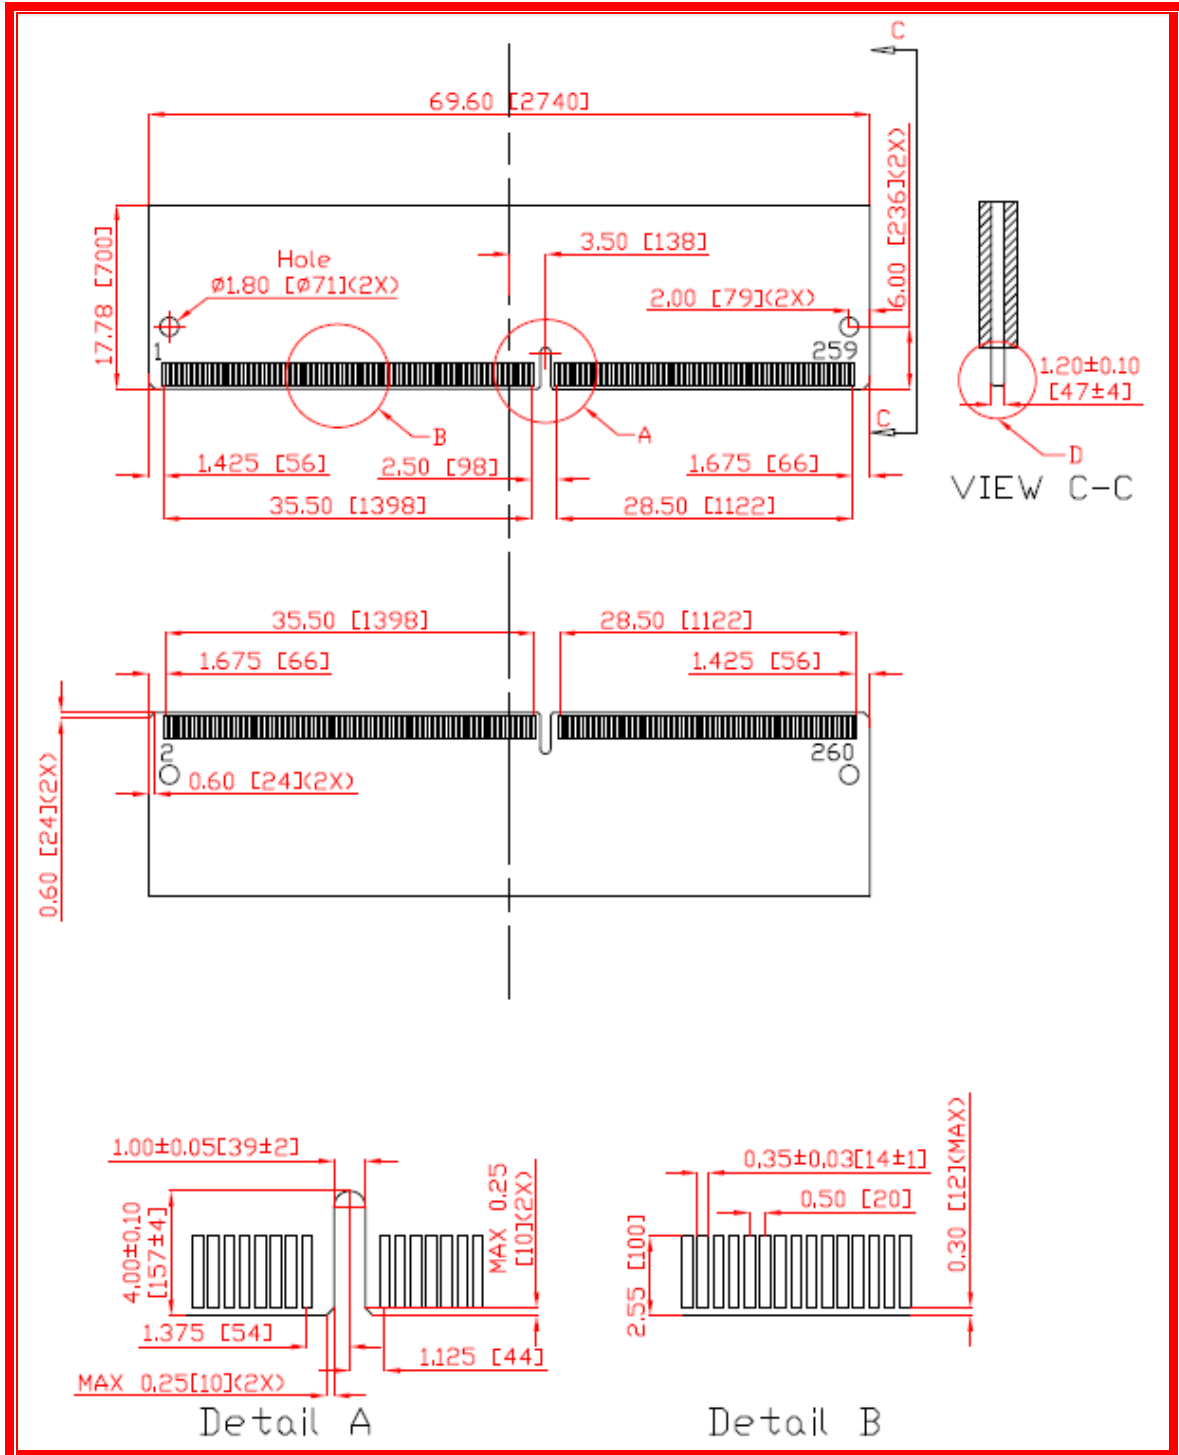 C
69.60 [2740]
6.00 [236](2X)
3.50 [138]
17.78 [700]
Hole
ø1.80 [ø71](2X)
2.00 [79](2X)
1
259
1.20±0.10
[47±4]
C
B
A
D
1.425 [56]
2.50 [98]
1.675 [66]
VIEW C-C
35.50 [1398]
28.50 [1122]
35.50 [1398]
28.50 [1122]
1.675 [66]
1.425 [56]
2
260
0.60 [24](2X)
0.60 [24](2X)
1.00±0.05[39±2]
4.00±0.10
[157±4]
MAX 0.25
[10](2X)
1.375 [54]
1.125 [44]
MAX 0.25[10](2X)
Detail A
0.35±0.03[14±1]
0.50 [20]
2.55 [100]
0.30 [12](MAX)
Detail B